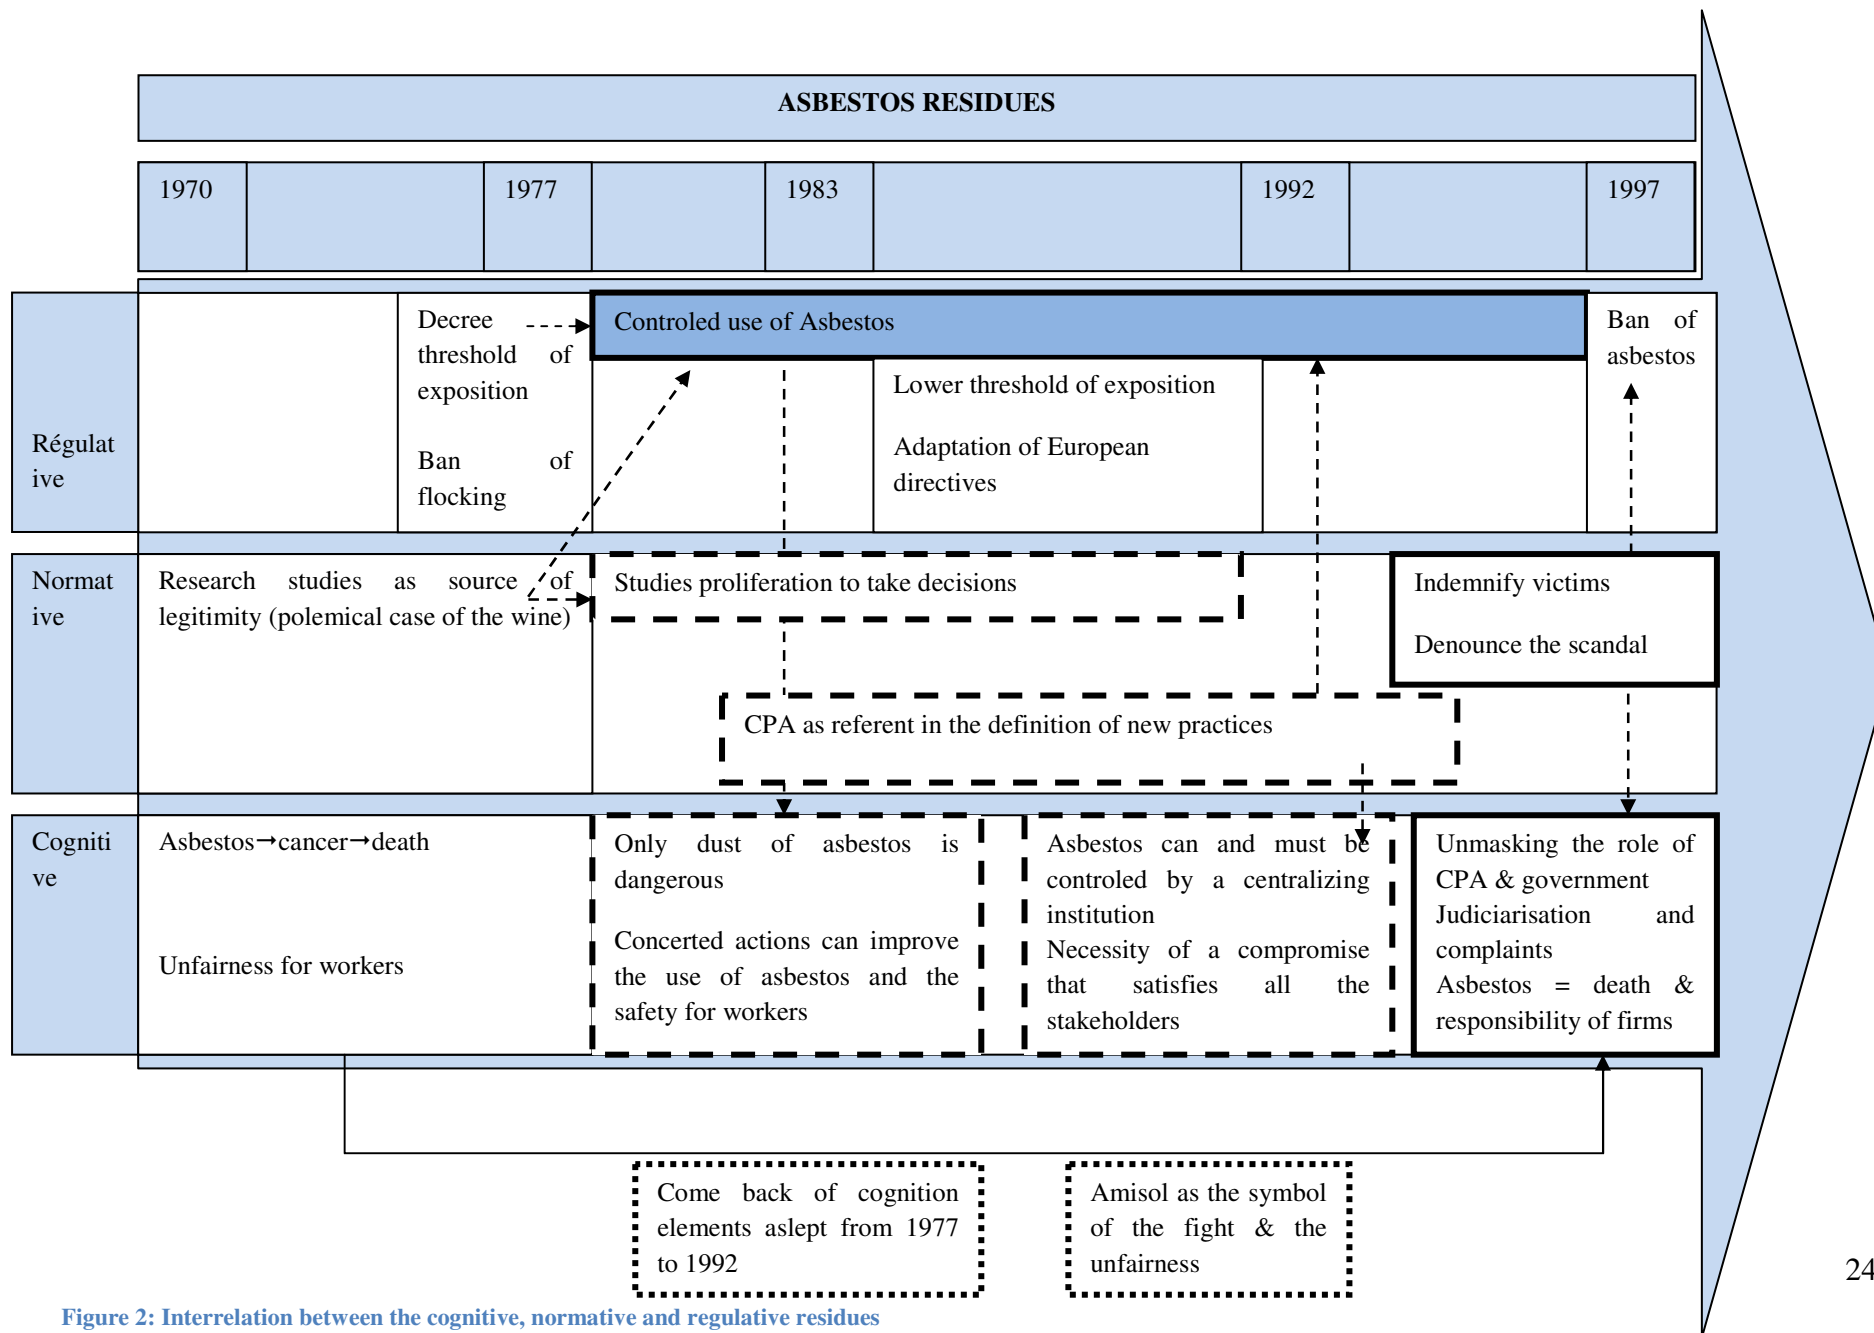 ASBESTOS RESIDUES
1970
1977
1983
1992
1997
Régulat
ive
Decree
threshold of
exposition
Ban of
flocking
Controled use of Asbestos
Lower threshold of exposition
Adaptation of European
directives
Ban of
asbestos
Normat
ive
Research studies as source of
legitimity (polemical case of the wine)
Studies proliferation to take decisions
CPA as referent in the definition of new practices
Indemnify victims
Denounce the scandal
Cogniti
ve
Asbestos→cancer→death
Unfairness for workers
Only dust of asbestos is
dangerous
Concerted actions can improve
the use of asbestos and the
safety for workers
Asbestos can and must be
controled by a centralizing
institution
Necessity of a compromise
that satisfies all the
stakeholders
Unmasking the role of
CPA & government
Judiciarisation and
complaints
Asbestos = death &
responsibility of firms
Come back of cognition
elements aslept from 1977
to 1992
Amisol as the symbol
of the fight & the
unfairness
24
Figure 2: Interrelation between the cognitive, normative and regulative residues